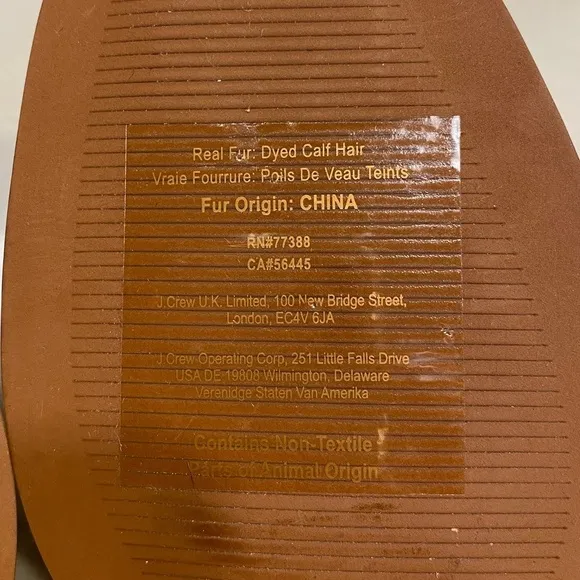 Real Fur: Dyed Calf Hair
Vraie Fourrure: Poils De Veau Teints
Fur Origin: CHINA
RN#77388
CA#56445
J.Crew U.K. Limited, 100 New Bridge Street,
London, EC4V 6JA
J.Crew Operating Corp, 251 Little Falls Drive
USA DE 19808 Wilmington, Delaware
Verenidge Staten Van Amerika
Contains Non-Textile
Parts of Animal Origin